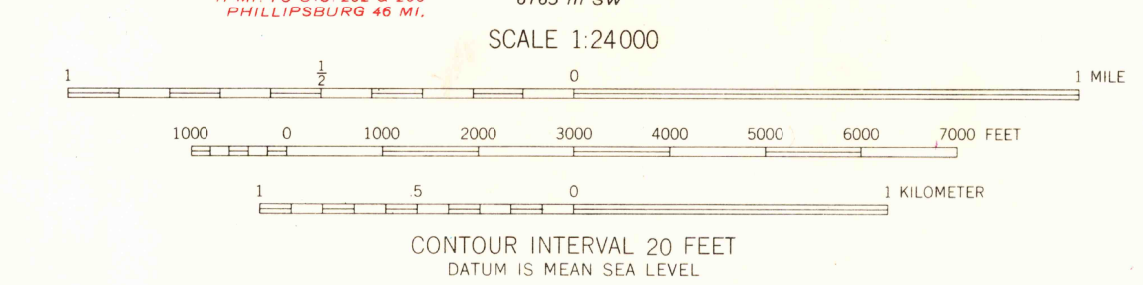 PHILLIPSBURG 46 MI.
SCALE 1:24000
1 1/2 0 1 MILE
1000 0 1000 2000 3000 4000 5000 6000 7000 FEET
1 .5 0 1 KILOMETER
CONTOUR INTERVAL 20 FEET
DATUM IS MEAN SEA LEVEL